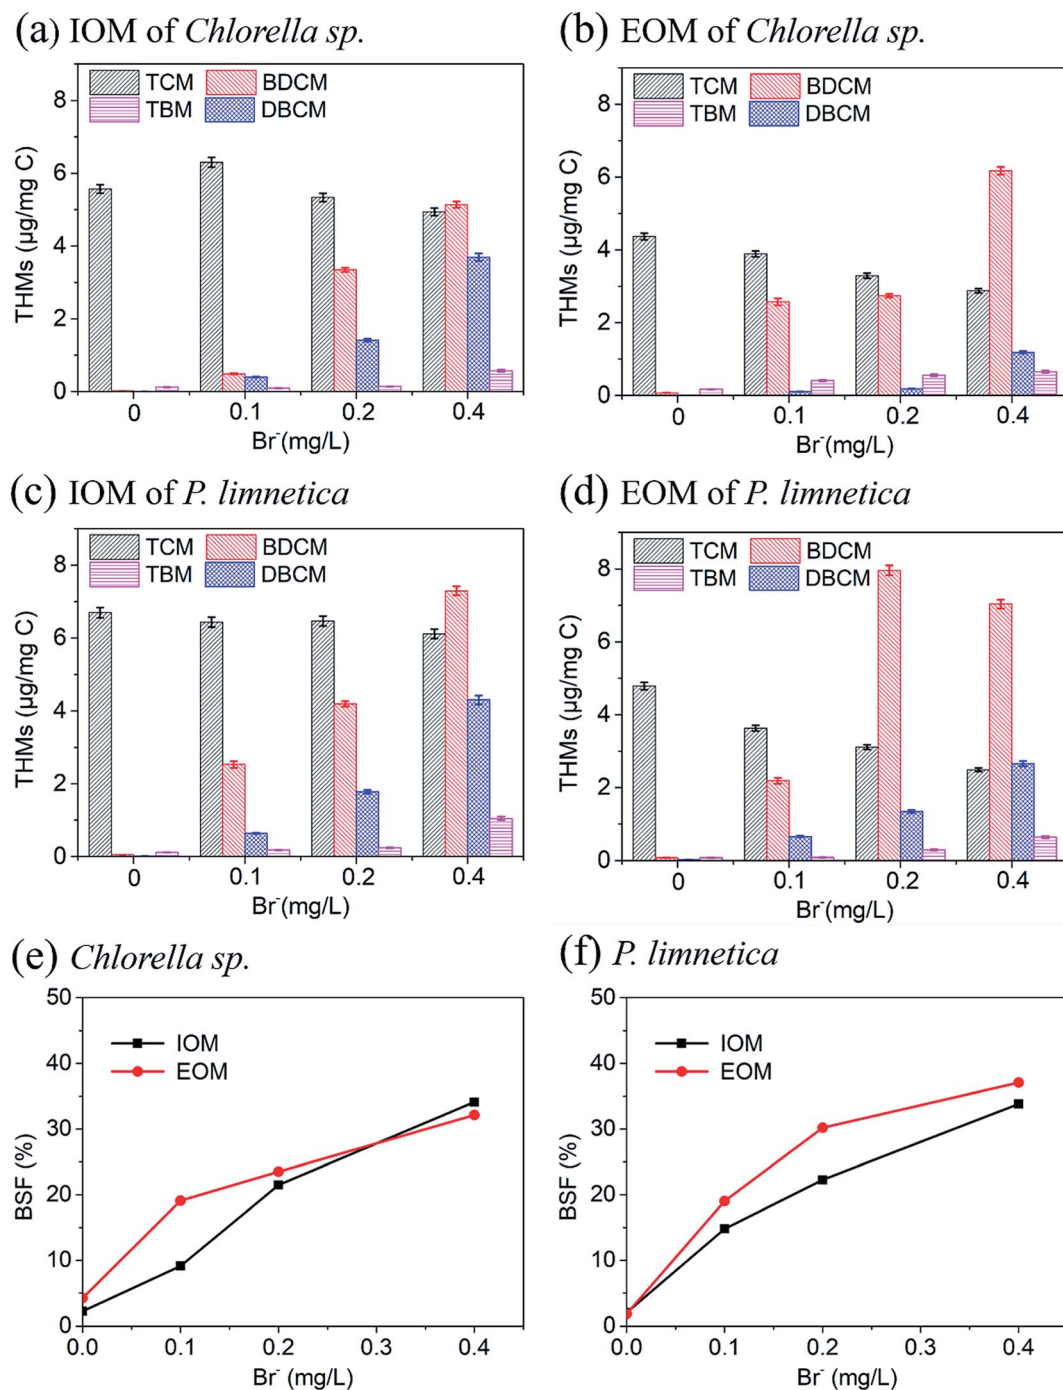 (a) IOM of Chlorella sp.
TCM BDCM
TBM DBCM
THMs (µg/mg C)
8
6
4
2
0
0 0.1 0.2 0.4
Br⁻(mg/L)
(b) EOM of Chlorella sp.
TCM BDCM
TBM DBCM
THMs (µg/mg C)
8
6
4
2
0
0 0.1 0.2 0.4
Br⁻(mg/L)
(c) IOM of P. limnetica
TCM BDCM
TBM DBCM
THMs (µg/mg C)
8
6
4
2
0
0 0.1 0.2 0.4
Br⁻(mg/L)
(d) EOM of P. limnetica
TCM BDCM
TBM DBCM
THMs (µg/mg C)
8
6
4
2
0
0 0.1 0.2 0.4
Br⁻(mg/L)
(e) Chlorella sp.
IOM
EOM
BSF (%)
50
40
30
20
10
0
0.0 0.1 0.2 0.3 0.4
Br⁻ (mg/L)
(f) P. limnetica
IOM
EOM
BSF (%)
50
40
30
20
10
0
0.0 0.1 0.2 0.3 0.4
Br⁻ (mg/L)